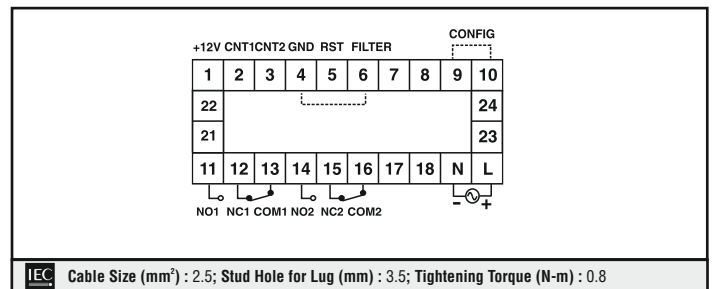 CONFIG
+12V CNT1 CNT2 GND RST FILTER
1 2 3 4 5 6 7 8 9 10
22 24
21 23
11 12 13 14 15 16 17 18 N L
- +
NO1 NC1 COM1 NO2 NC2 COM2
IEC Cable Size (mm²) : 2.5; Stud Hole for Lug (mm) : 3.5; Tightening Torque (N-m) : 0.8